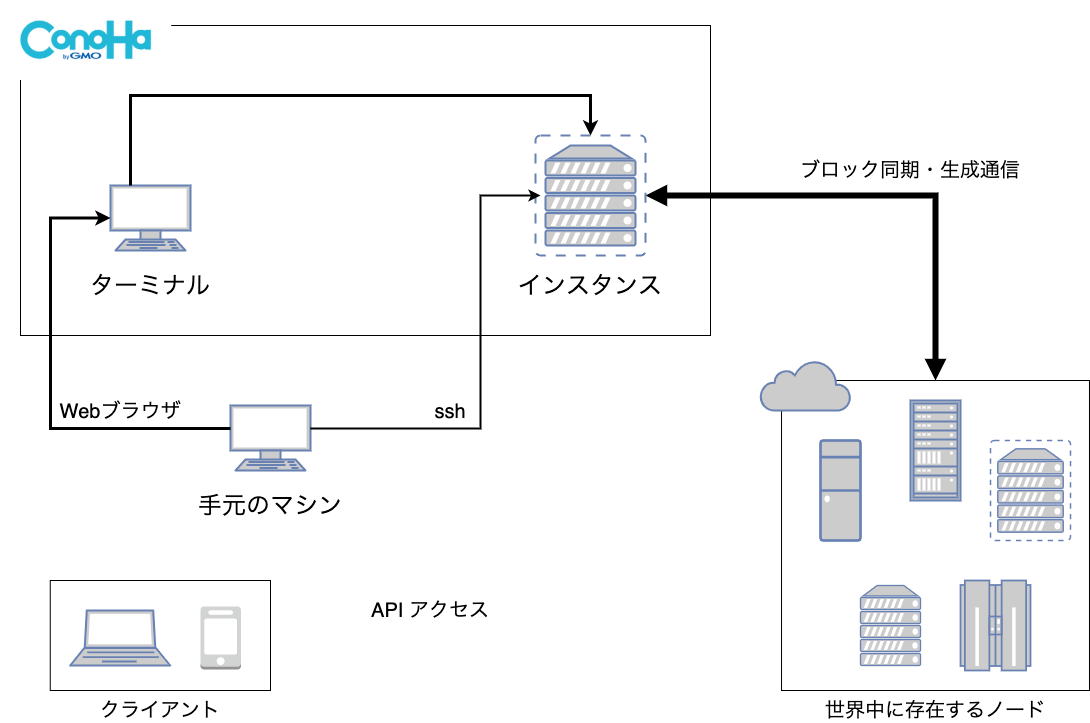 ConoHa
by GMO
ブロック同期・生成通信
ターミナル
インスタンス
Webブラウザ
ssh
手元のマシン
API アクセス
クライアント
世界中に存在するノード